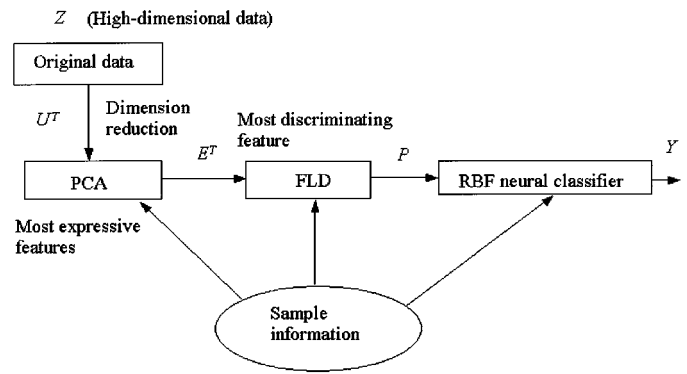 Z (High-dimensional data)
Original data
U^T
Dimension
reduction
Most discriminating
feature
E^T
P
Y
PCA
FLD
RBF neural classifier
Most expressive
features
Sample
information